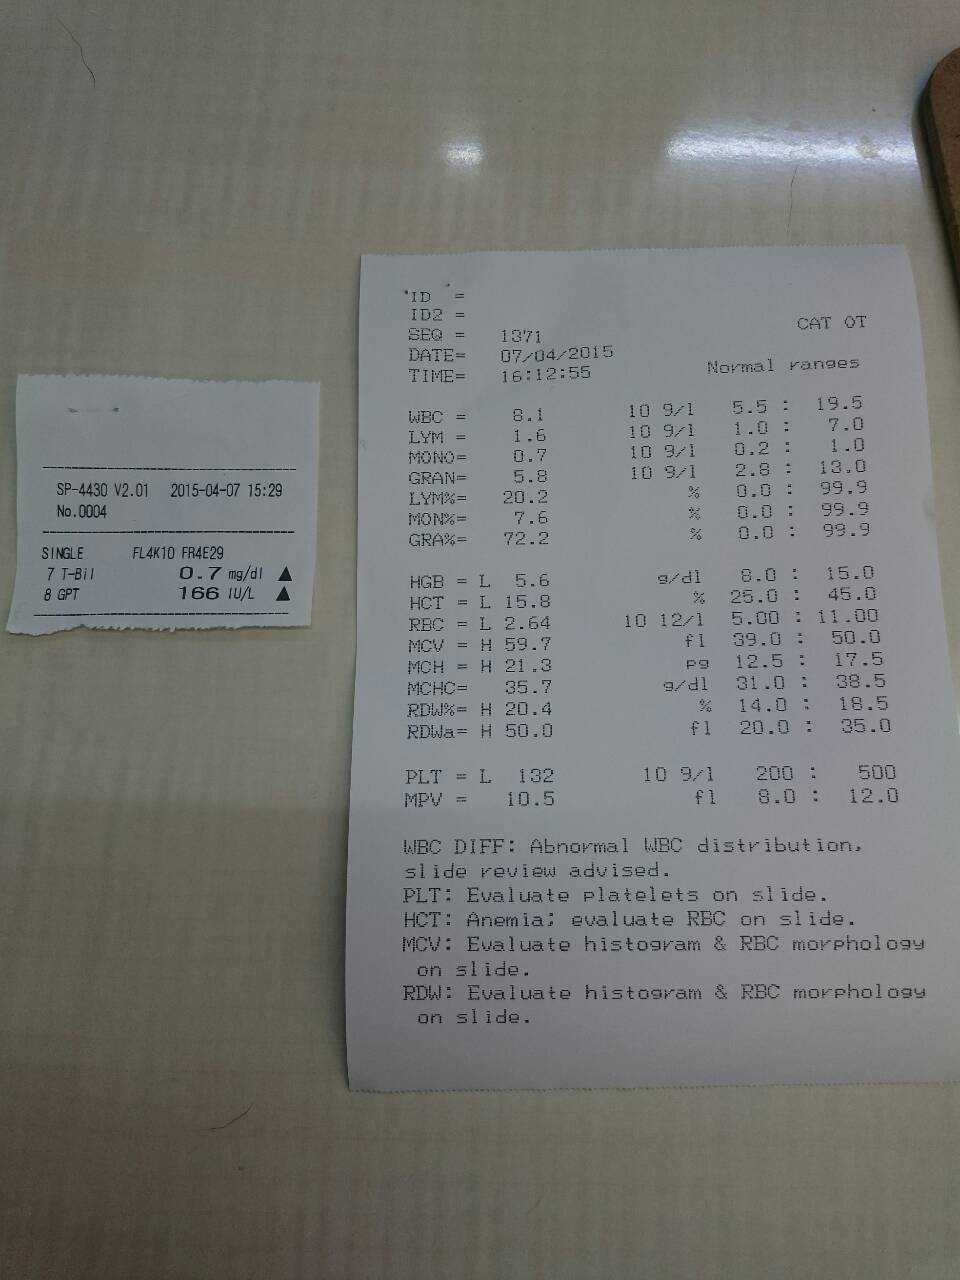 SP-4430 V2.01 2015-04-07 15:29
No.0004
SINGLE FL4K10 FR4E29
7 T-Bil 0.7 mg/dl ▲
8 GPT 166 IU/L ▲
ID =
ID2 =
SEQ = 1371 CAT OT
DATE= 07/04/2015
TIME= 16:12:55 Normal ranges
WBC = 8.1 10 9/l 5.5 : 19.5
LYM = 1.6 10 9/l 1.0 : 7.0
MONO= 0.7 10 9/l 0.2 : 1.0
GRAN= 5.8 10 9/l 2.8 : 13.0
LYM%= 20.2 % 0.0 : 99.9
MON%= 7.6 % 0.0 : 99.9
GRA%= 72.2 % 0.0 : 99.9
HGB = L 5.6 g/dl 8.0 : 15.0
HCT = L 15.8 % 25.0 : 45.0
RBC = L 2.64 10 12/l 5.00 : 11.00
MCV = H 59.7 fl 39.0 : 50.0
MCH = H 21.3 pg 12.5 : 17.5
MCHC= 35.7 g/dl 31.0 : 38.5
RDW%= H 20.4 % 14.0 : 18.5
RDWa= H 50.0 fl 20.0 : 35.0
PLT = L 132 10 9/l 200 : 500
MPV = 10.5 fl 8.0 : 12.0
WBC DIFF: Abnormal WBC distribution,
slide review advised.
PLT: Evaluate platelets on slide.
HCT: Anemia; evaluate RBC on slide.
MCV: Evaluate histogram & RBC morphology
on slide.
RDW: Evaluate histogram & RBC morphology
on slide.